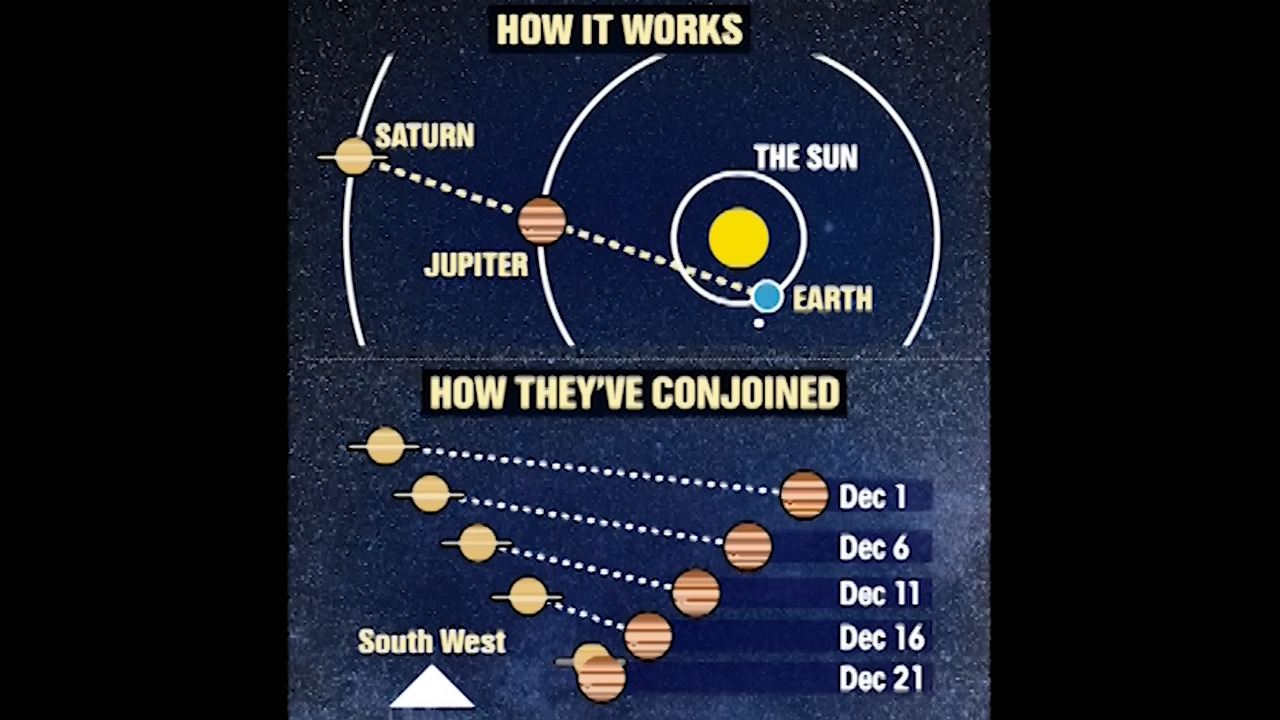 HOW IT WORKS
SATURN
THE SUN
JUPITER
EARTH
HOW THEY'VE CONJOINED
Dec 1
Dec 6
Dec 11
Dec 16
South West
Dec 21